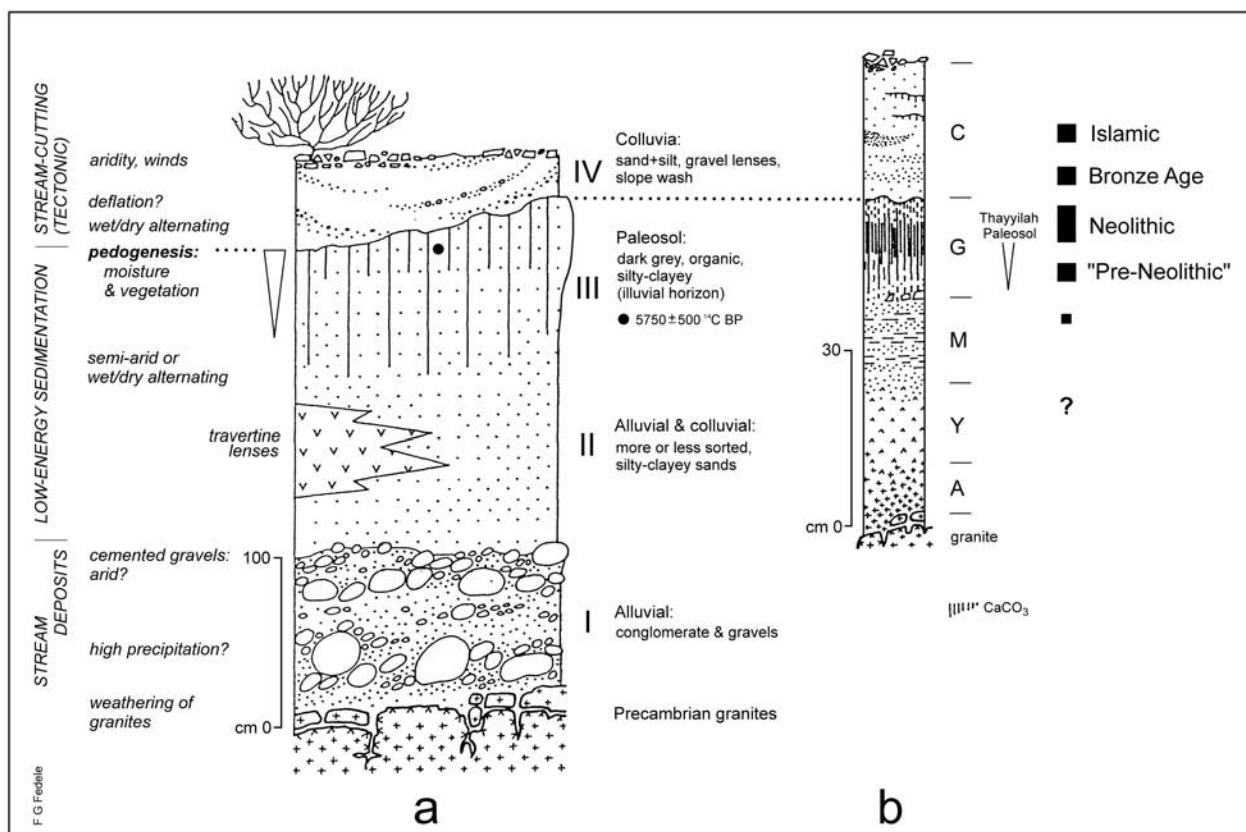 STREAM-CUTTING
(TECTONIC)
LOW-ENERGY SEDIMENTATION
STREAM
DEPOSITS
aridity, winds
deflation?
wet/dry alternating
pedogenesis:
moisture
& vegetation
semi-arid or
wet/dry alternating
travertine
lenses
cemented gravels:
arid?
100
high precipitation?
weathering of
granites
cm 0
F G Fedele
a
IV
Colluvia:
sand+silt, gravel lenses,
slope wash
III
Paleosol:
dark grey, organic,
silty-clayey
(illuvial horizon)
● 5750±500 ¹⁴C BP
II
Alluvial & colluvial:
more or less sorted,
silty-clayey sands
I
Alluvial:
conglomerate & gravels
Precambrian granites
b
C
G
Thayyilah
Paleosol
30
M
Y
A
cm 0
granite
CaCO₃
Islamic
Bronze Age
Neolithic
"Pre-Neolithic"
?